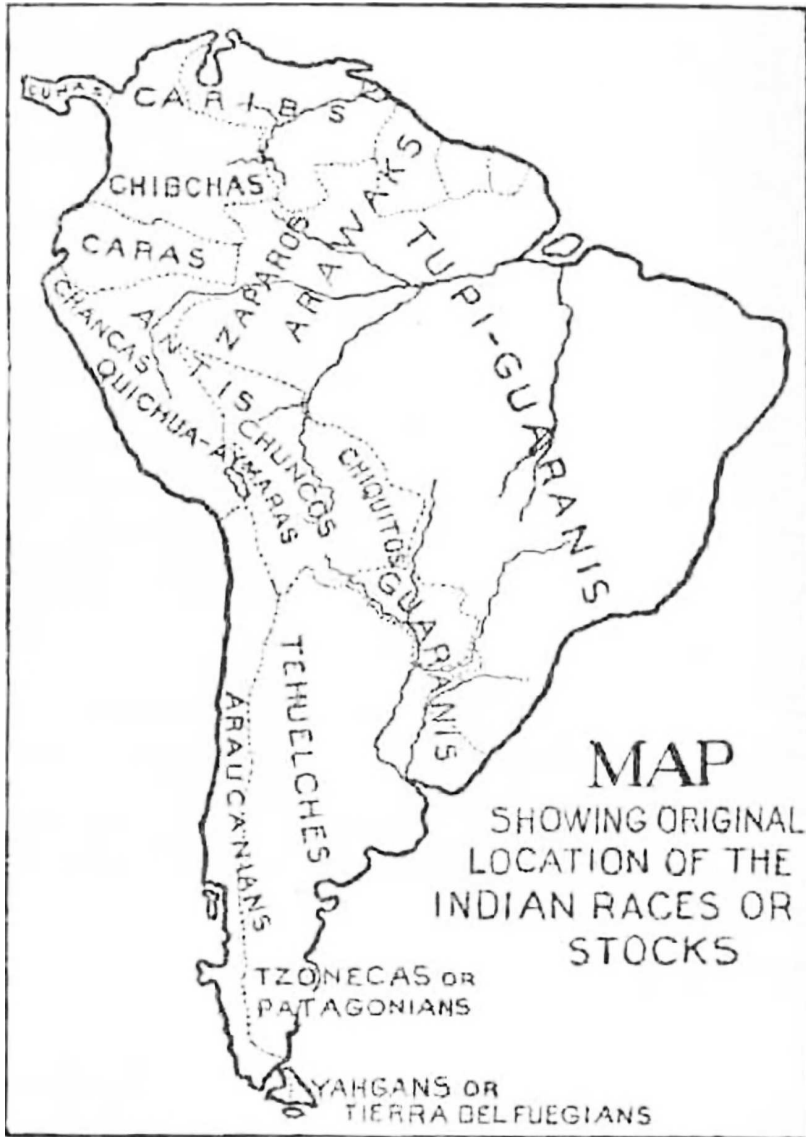 CUNAS
CARIBS
CHIBCHAS
CARAS
ZAPAROS
ARAWAKS
TUPI-GUARANIS
CHANCAS
ANTIS
QUICHUA-AYMARAS
CHUNCOS
CHIQUITOS
GUARANIS
TEHUELCHES
ARAUCANIANS
MAP
SHOWING ORIGINAL
LOCATION OF THE
INDIAN RACES OR
STOCKS
TZONECAS OR
PATAGONIANS
YAHGANS OR
TIERRA DEL FUEGIANS